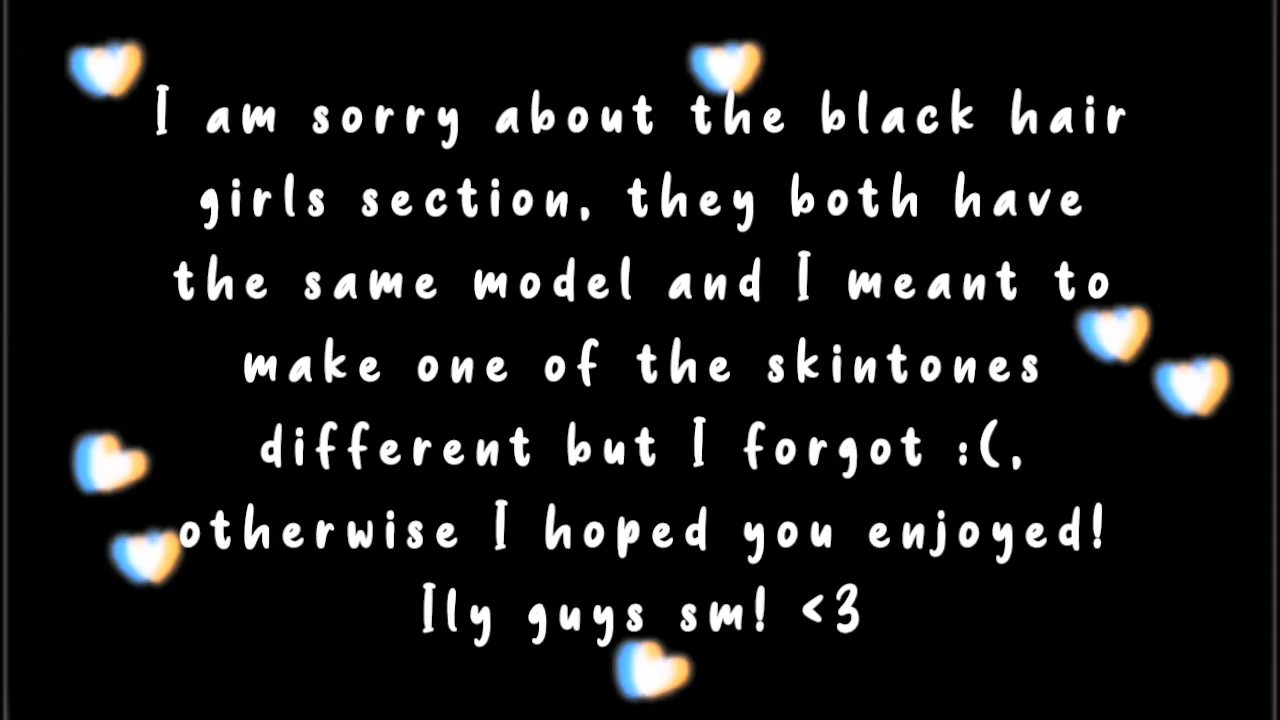 I am sorry about the black hair
girls section, they both have
the same model and I meant to
make one of the skintones
different but I forgot :(,
otherwise I hoped you enjoyed!
Ily guys sm! <3